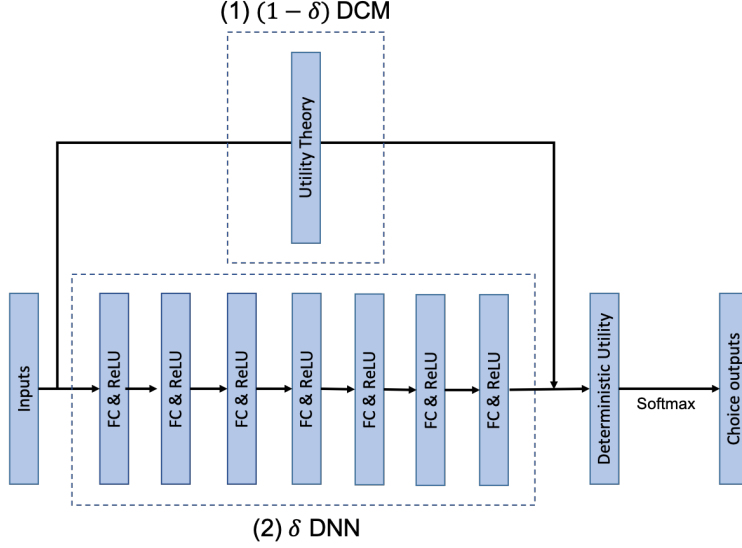 (1) (1 − δ) DCM
Utility Theory
Inputs
FC & ReLU
FC & ReLU
FC & ReLU
FC & ReLU
FC & ReLU
FC & ReLU
FC & ReLU
Deterministic Utility
Softmax
Choice outputs
(2) δ DNN